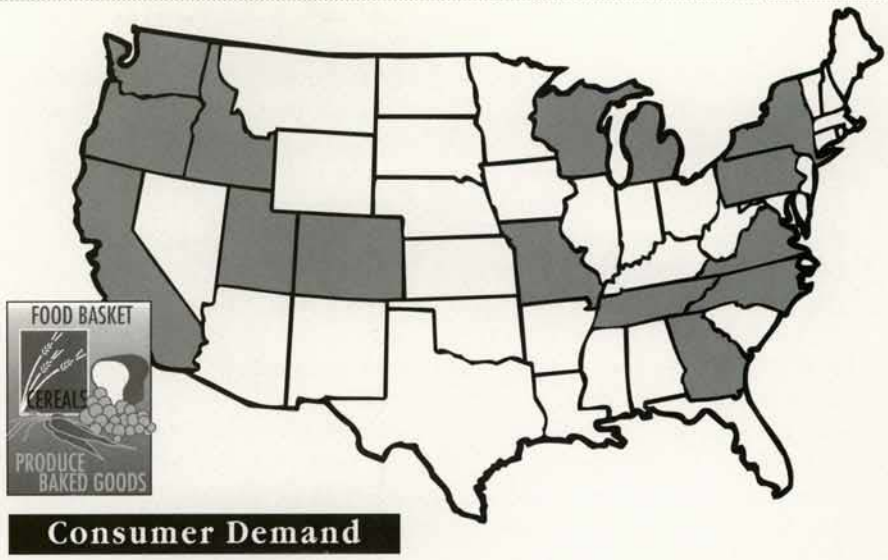 FOOD BASKET
CEREALS
PRODUCE
BAKED GOODS
Consumer Demand